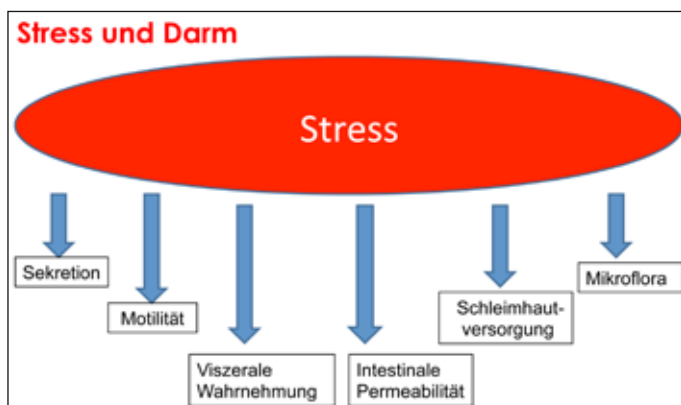 Stress und Darm
Stress
Sekretion
Motilität
Viszerale
Wahrnehmung
Intestinale
Permeabilität
Schleimhaut-
versorgung
Mikroflora